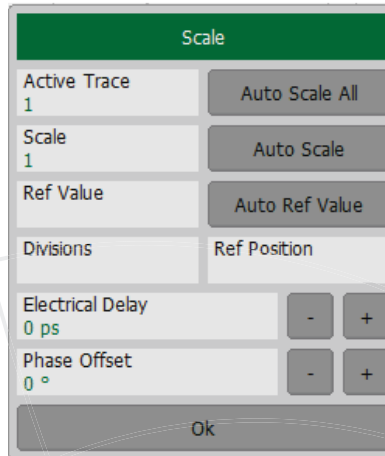 Scale
Active Trace
1
Auto Scale All
Scale
1
Auto Scale
Ref Value
Auto Ref Value
Divisions
Ref Position
Electrical Delay
0 ps
-
+
Phase Offset
0 °
-
+
Ok